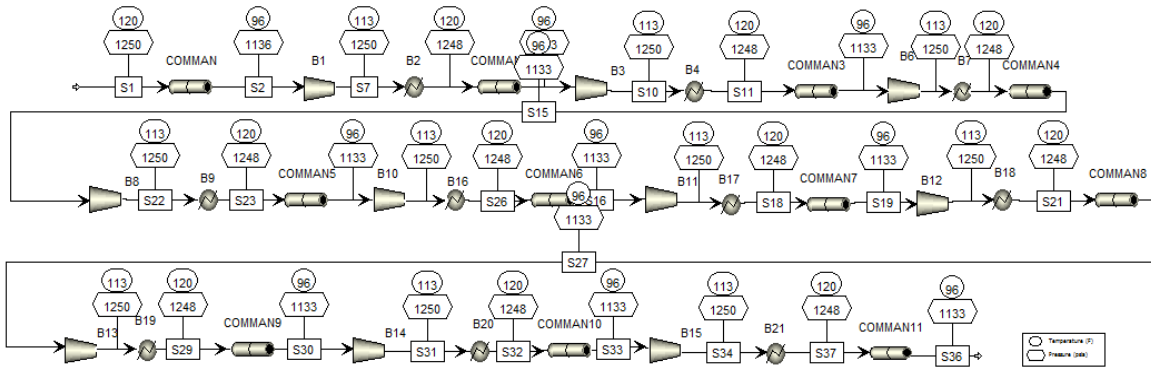 120 96 113 120 96 113 120 96 113 120
1250 1136 1250 1248 96 3 1250 1248 1133 1250 1248
COMMAN B1 B2 COMMAN 1133 B3 B4 COMMAN3 B6 B7 COMMAN4
S1 S2 S7 S10 S11
S15
113 120 96 113 120 96 113 120 96 113 120
1250 1248 1133 1250 1248 1133 1250 1248 1133 1250 1248
B8 B9 COMMAN5 B10 B16 COMMAN6 B11 B17 COMMAN7 B12 B18 COMMAN8
S22 S23 S26 96 S16 S18 S19 S21
1133
S27
113 120 96 113 120 96 113 120 96
1250 1248 1133 1250 1248 1133 1250 1248 1133
B13 B19 COMMAN9 B14 B20 COMMAN10 B15 B21 COMMAN11
S29 S30 S31 S32 S33 S34 S37 S36
Temperature (F)
Pressure (psia)